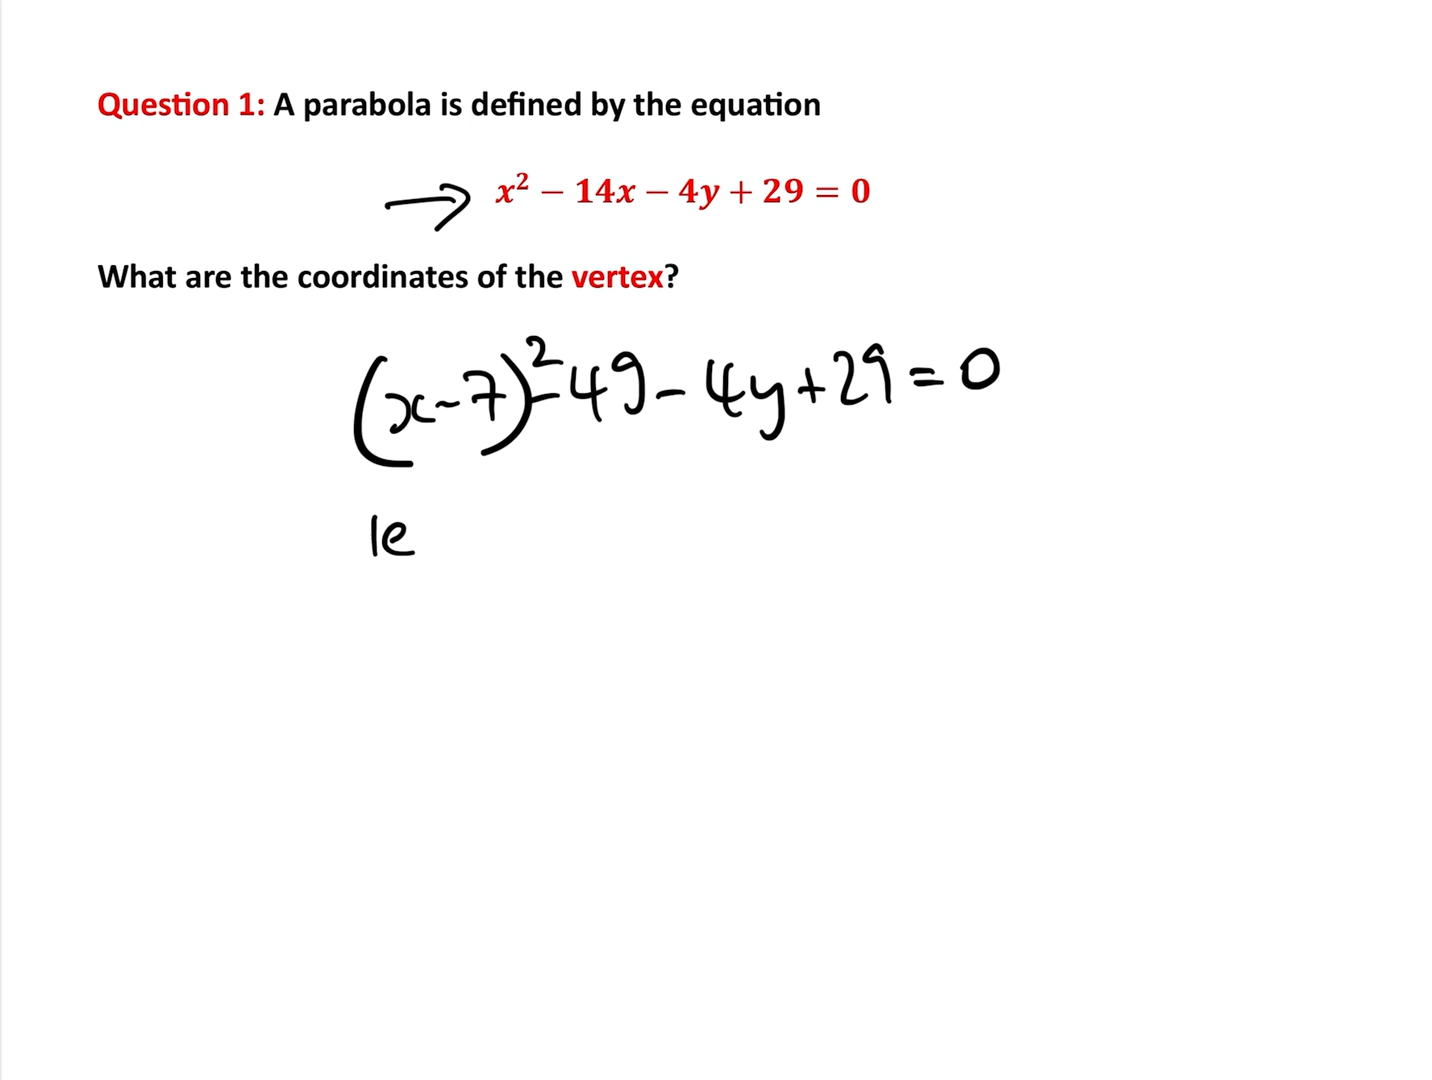 Question 1: A parabola is defined by the equation
→ x² − 14x − 4y + 29 = 0
What are the coordinates of the vertex?
(x-7)² - 49 - 4y + 29 = 0
ie